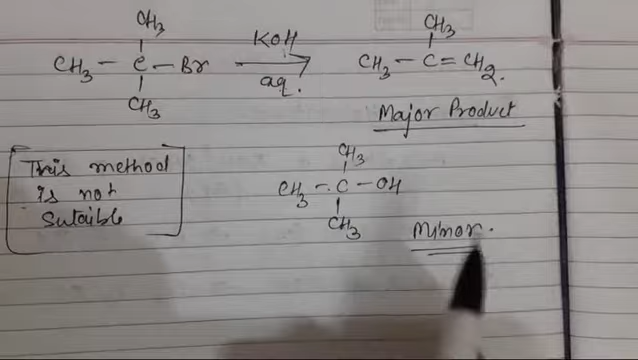 CH3
CH3 – C – Br
CH3
KOH
aq.
CH3
CH3 – C = CH2.
Major Product
This method
is not
Sutaible
CH3
CH3 – C – OH
CH3
Minor.